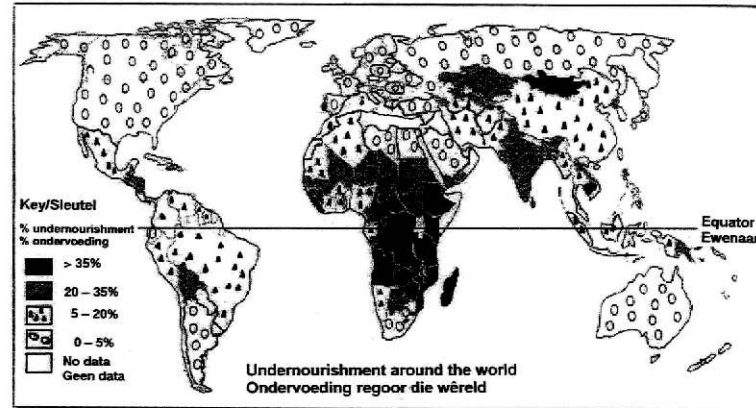 Key/Sleutel
% undernourishment
% ondervoeding
> 35%
20 – 35%
5 – 20%
0 – 5%
No data
Geen data
Equator
Ewenaar
Undernourishment around the world
Ondervoeding regoor die wêreld